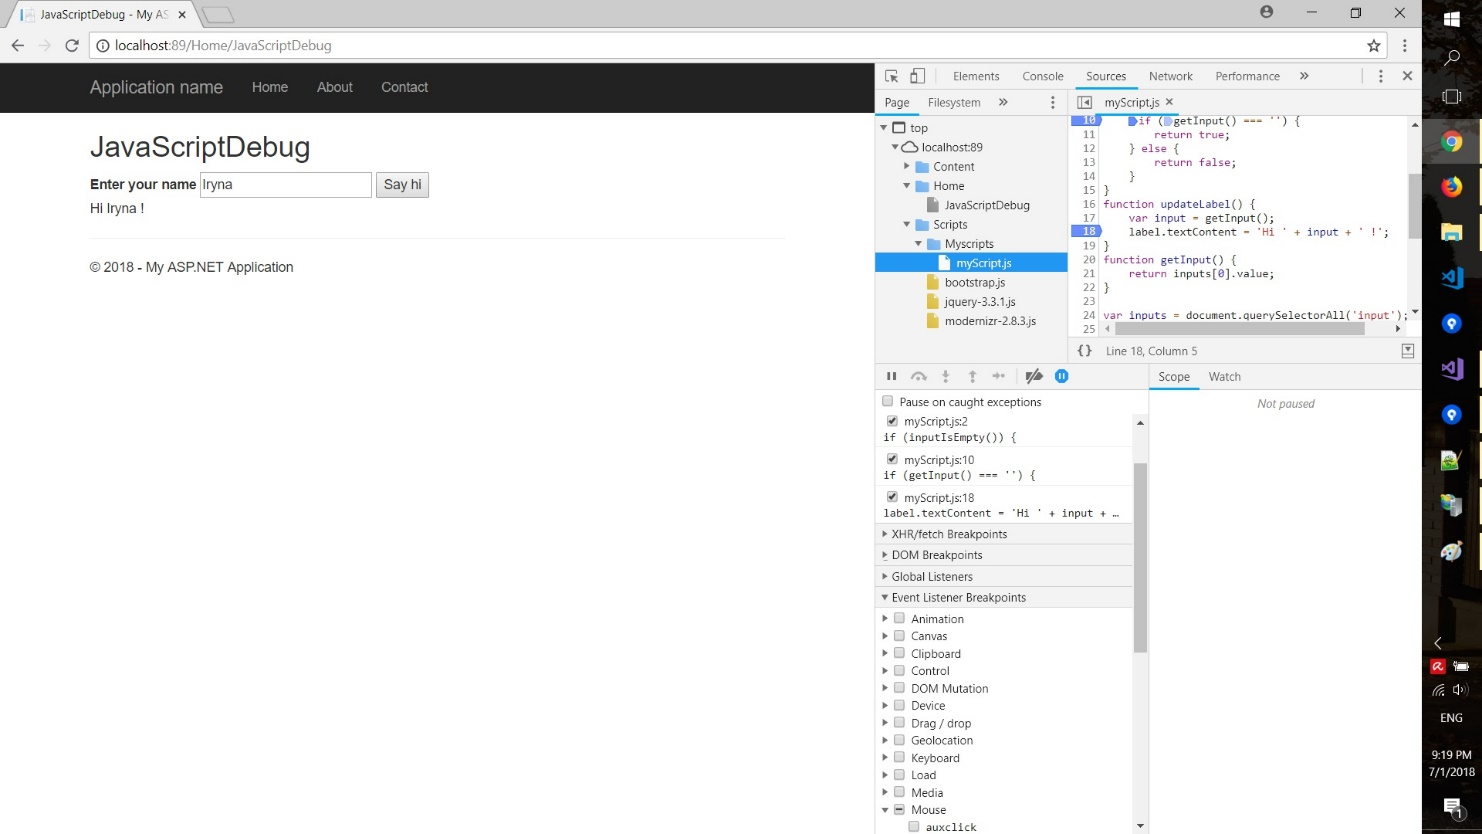 JavaScriptDebug - My AS
localhost:89/Home/JavaScriptDebug
Application name Home About Contact
JavaScriptDebug
Enter your name Iryna Say hi
Hi Iryna !
© 2018 - My ASP.NET Application
Elements Console Sources Network Performance »
Page Filesystem »
top
localhost:89
Content
Home
JavaScriptDebug
Scripts
Myscripts
myScript.js
bootstrap.js
jquery-3.3.1.js
modernizr-2.8.3.js
myScript.js
10 if (getInput() === '') {
11 return true;
12 } else {
13 return false;
14 }
15 }
16 function updateLabel() {
17 var input = getInput();
18 label.textContent = 'Hi ' + input + ' !';
19 }
20 function getInput() {
21 return inputs[0].value;
22 }
23
24 var inputs = document.querySelectorAll('input');
25
{} Line 18, Column 5
Pause on caught exceptions
myScript.js:2
if (inputIsEmpty()) {
myScript.js:10
if (getInput() === '') {
myScript.js:18
label.textContent = 'Hi ' + input + …
XHR/fetch Breakpoints
DOM Breakpoints
Global Listeners
Event Listener Breakpoints
Animation
Canvas
Clipboard
Control
DOM Mutation
Device
Drag / drop
Geolocation
Keyboard
Load
Media
Mouse
auxclick
Scope Watch
Not paused
ENG
9:19 PM
7/1/2018
1